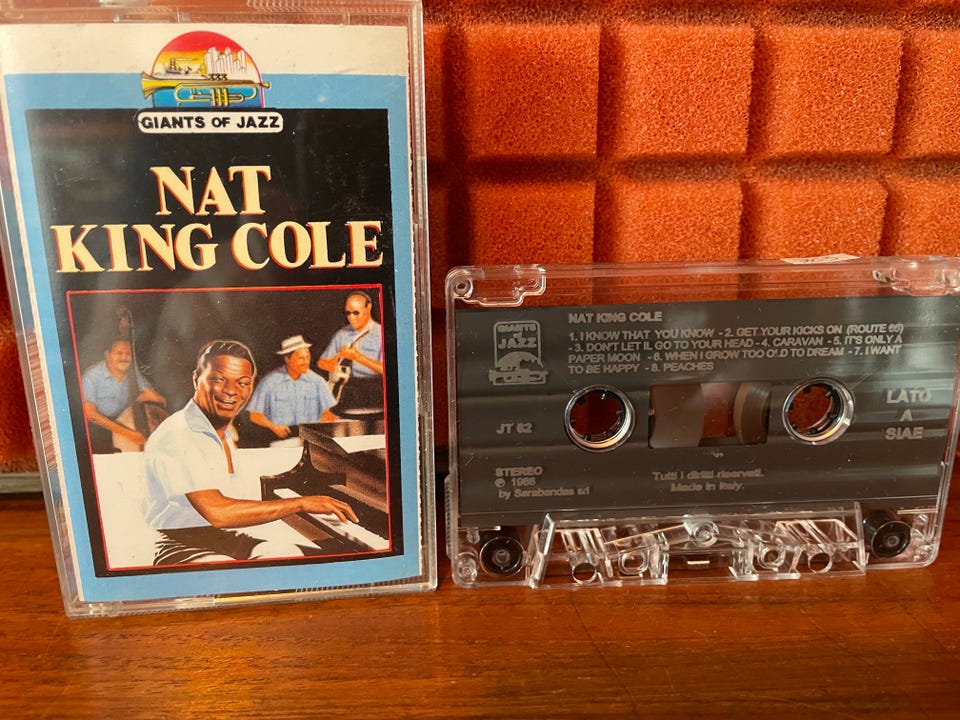 GIANTS OF JAZZ
NAT
KING COLE
GIANTS
of
JAZZ
NAT KING COLE
1. I KNOW THAT YOU KNOW - 2. GET YOUR KICKS ON (ROUTE 66)
- 3. DON'T LET IL GO TO YOUR HEAD - 4. CARAVAN - 5. IT'S ONLY A
PAPER MOON - 6. WHEN I GROW TOO O!.D TO DREAM - 7. I WANT
TO BE HAPPY - 8. PEACHES
JT 62
LATO
A
SIAE
STEREO
℗ 1986
by Sarabandas srl
Tutti i diritti riservati.
Made in Italy.